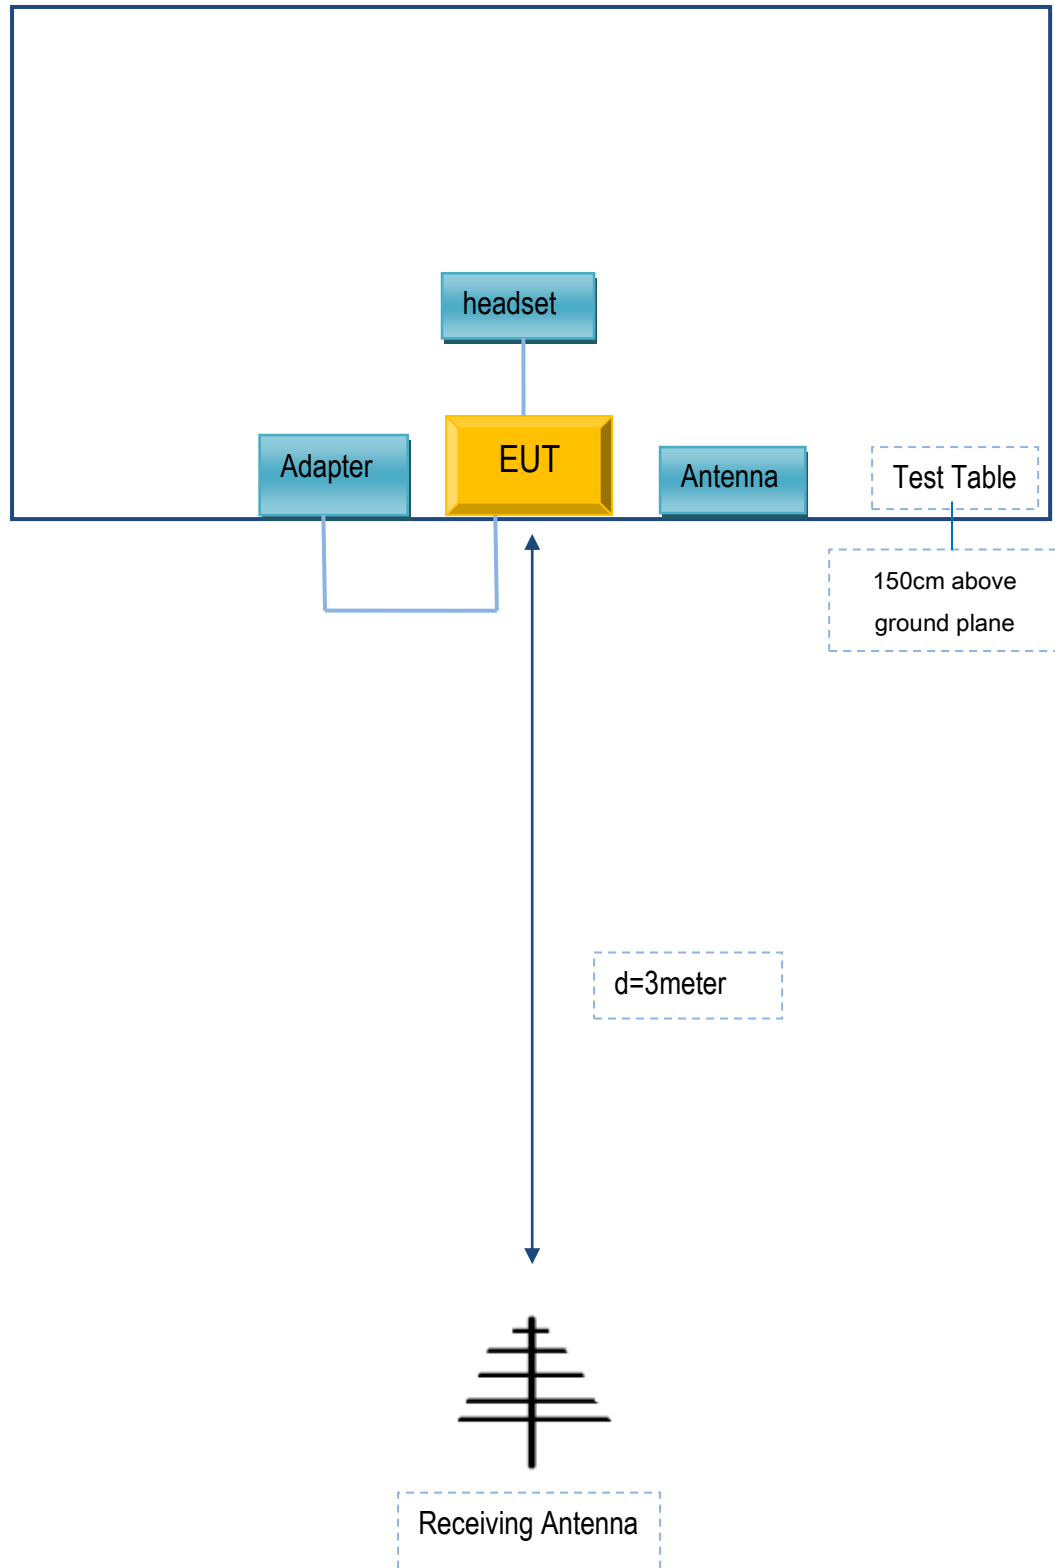 headset
Adapter
EUT
Antenna
Test Table
150cm above
ground plane
d=3meter
Receiving Antenna